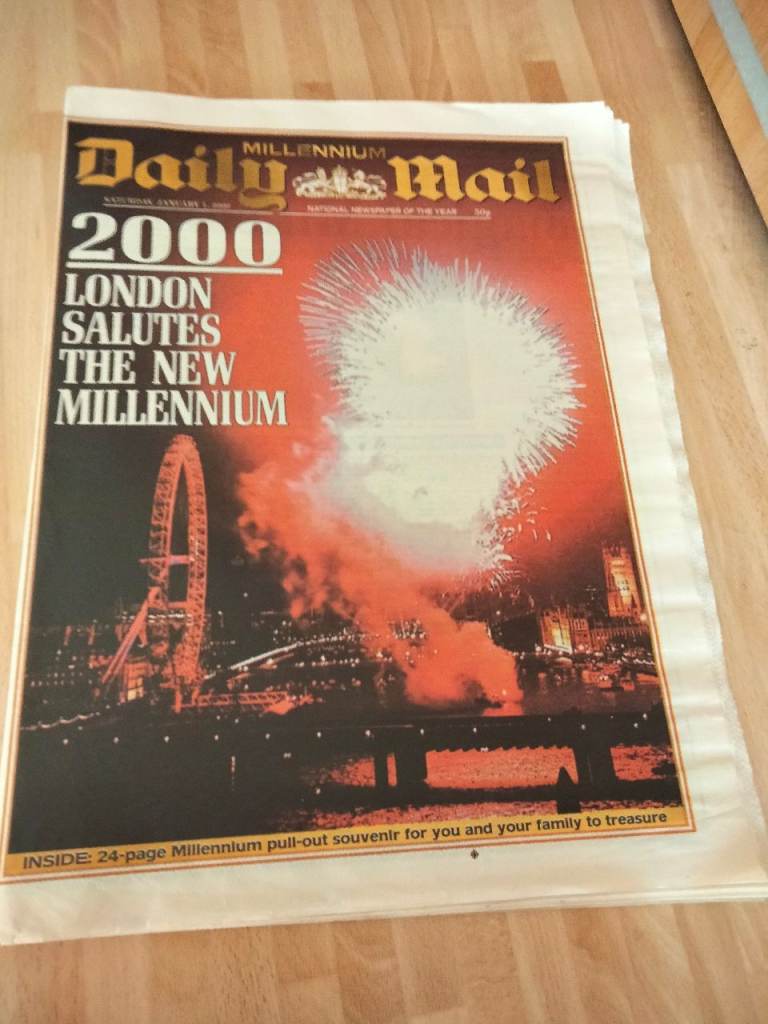 MILLENNIUM
Daily Mail
SATURDAY, JANUARY 1, 2000 NATIONAL NEWSPAPER OF THE YEAR 50p
2000
LONDON
SALUTES
THE NEW
MILLENNIUM
INSIDE: 24-page Millennium pull-out souvenir for you and your family to treasure